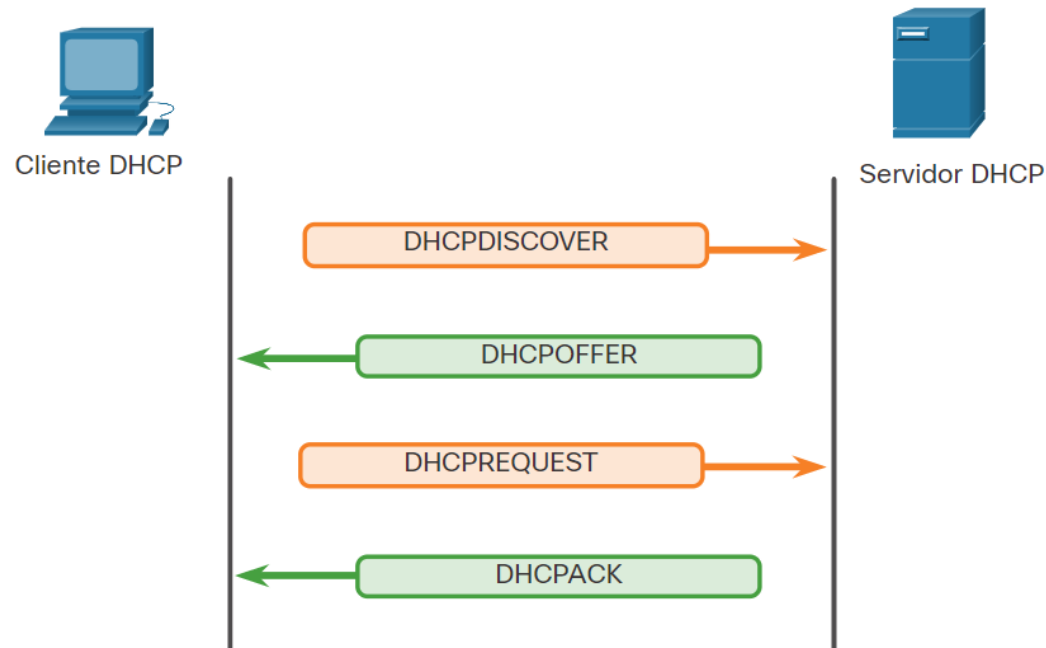 Cliente DHCP
Servidor DHCP
DHCPDISCOVER
DHCPOFFER
DHCPREQUEST
DHCPACK